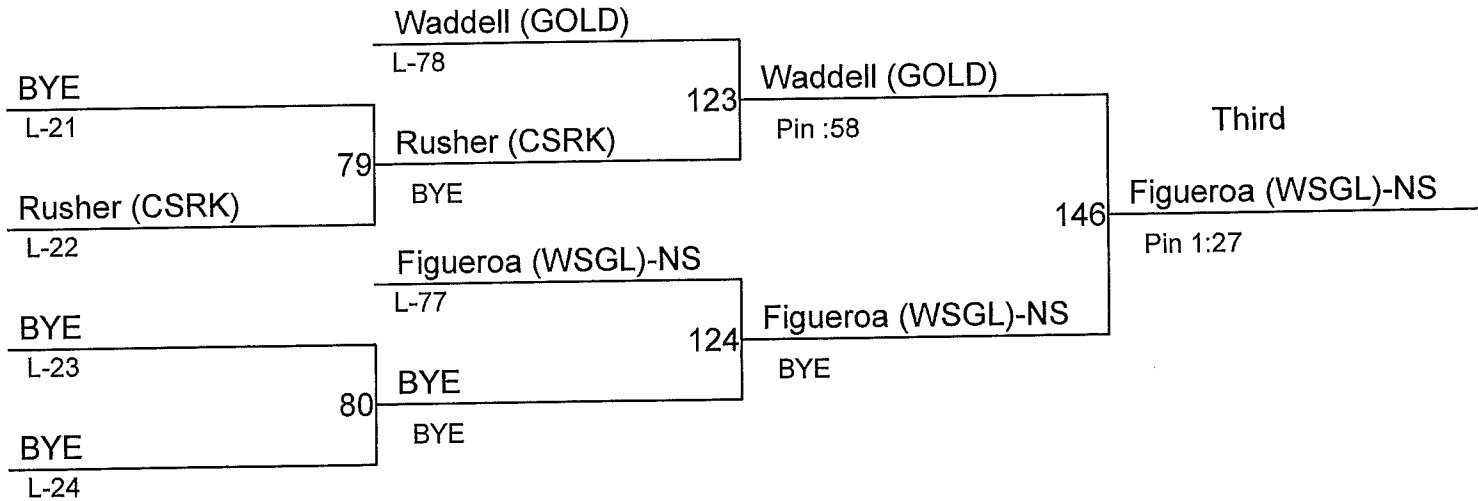 Waddell (GOLD)
L-78
BYE
L-21
123
Waddell (GOLD)
Pin :58
Third
79
Rusher (CSRK)
BYE
Rusher (CSRK)
L-22
146
Figueroa (WSGL)-NS
Pin 1:27
Figueroa (WSGL)-NS
L-77
BYE
L-23
124
Figueroa (WSGL)-NS
BYE
80
BYE
BYE
BYE
L-24